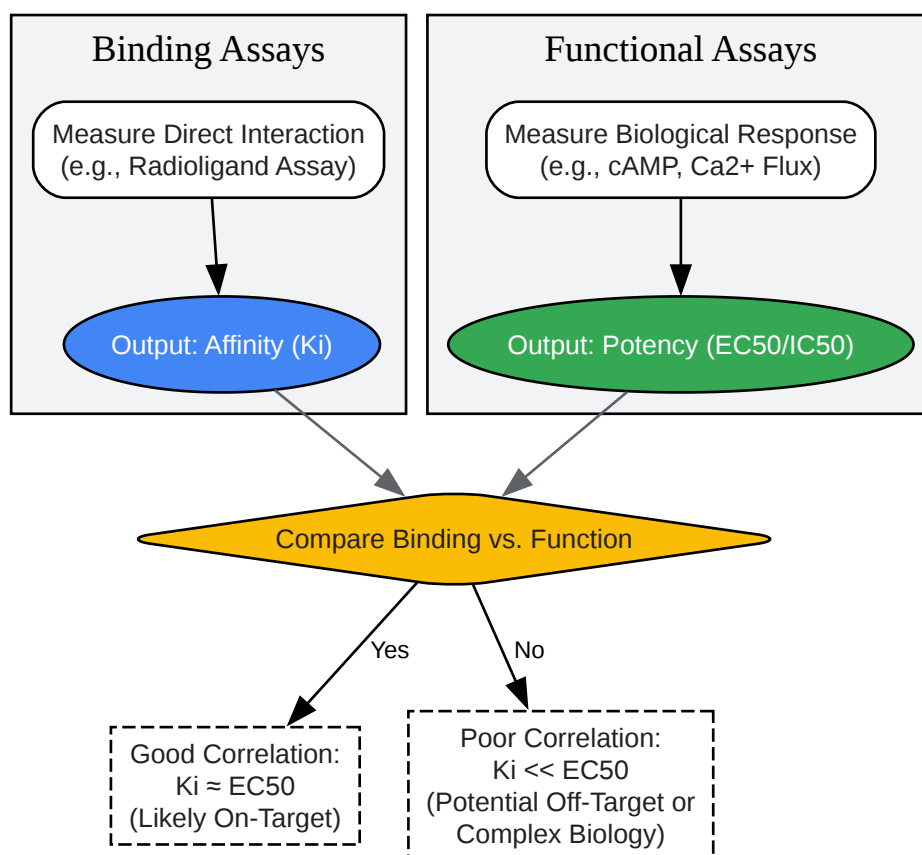 Binding Assays
Functional Assays
Measure Direct Interaction
(e.g., Radioligand Assay)
Measure Biological Response
(e.g., cAMP, Ca2+ Flux)
Output: Affinity (Ki)
Output: Potency (EC50/IC50)
Compare Binding vs. Function
Yes
No
Good Correlation:
Ki ≈ EC50
(Likely On-Target)
Poor Correlation:
Ki << EC50
(Potential Off-Target or
Complex Biology)